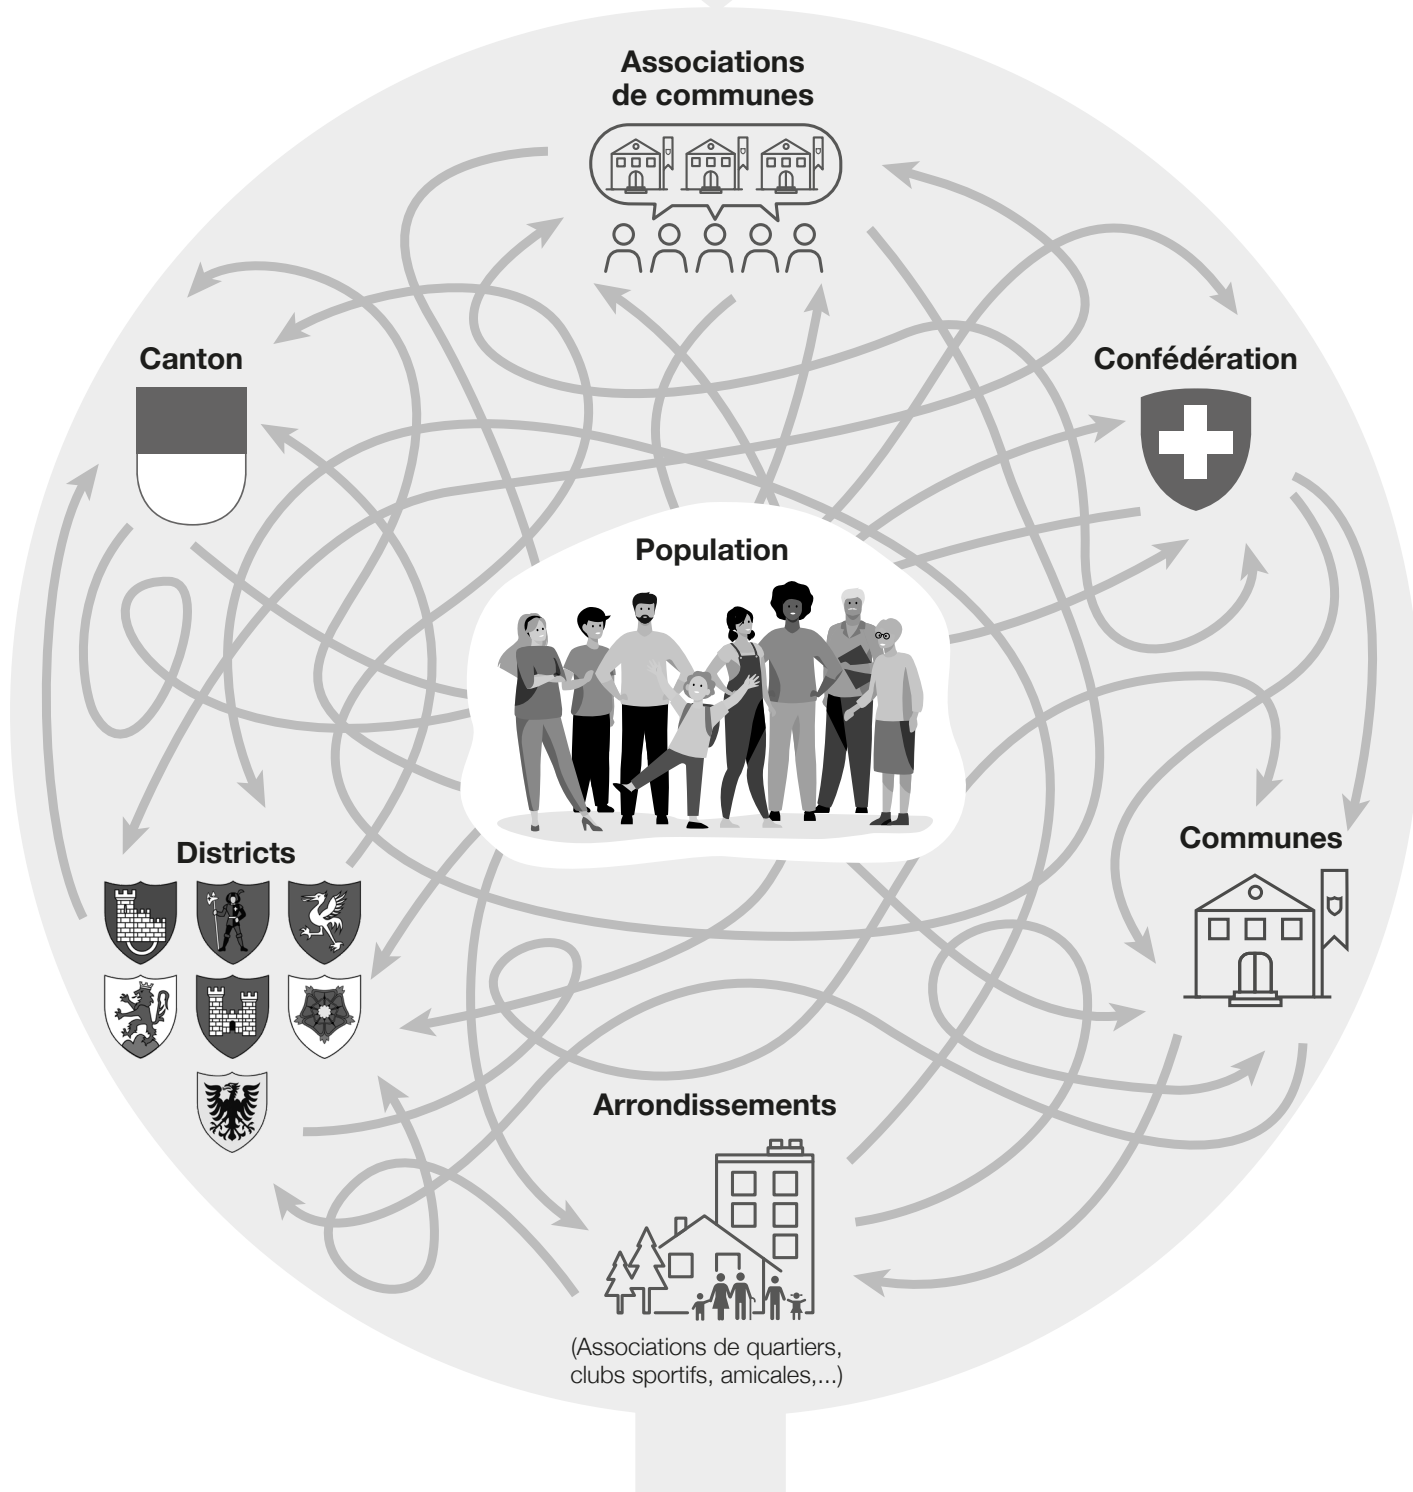 Associations
de communes
Canton
Confédération
Population
Communes
Districts
Arrondissements
(Associations de quartiers,
clubs sportifs, amicales,...)